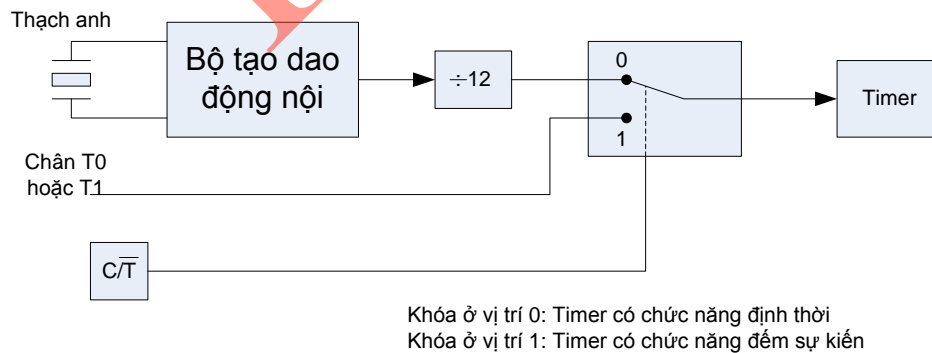 Thạch anh
Bộ tạo dao
động nội
÷12
0
1
Timer
Chân T0
hoặc T1
C/T̅
Khóa ở vị trí 0: Timer có chức năng định thời
Khóa ở vị trí 1: Timer có chức năng đếm sự kiến